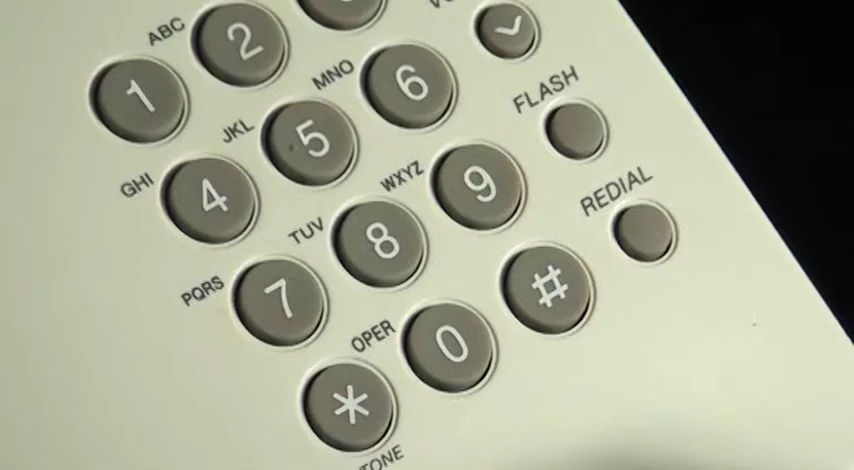 ABC
1
2
GHI
JKL
MNO
4
5
6
FLASH
PQRS
TUV
WXYZ
7
8
9
REDIAL
*
OPER
0
#
TONE